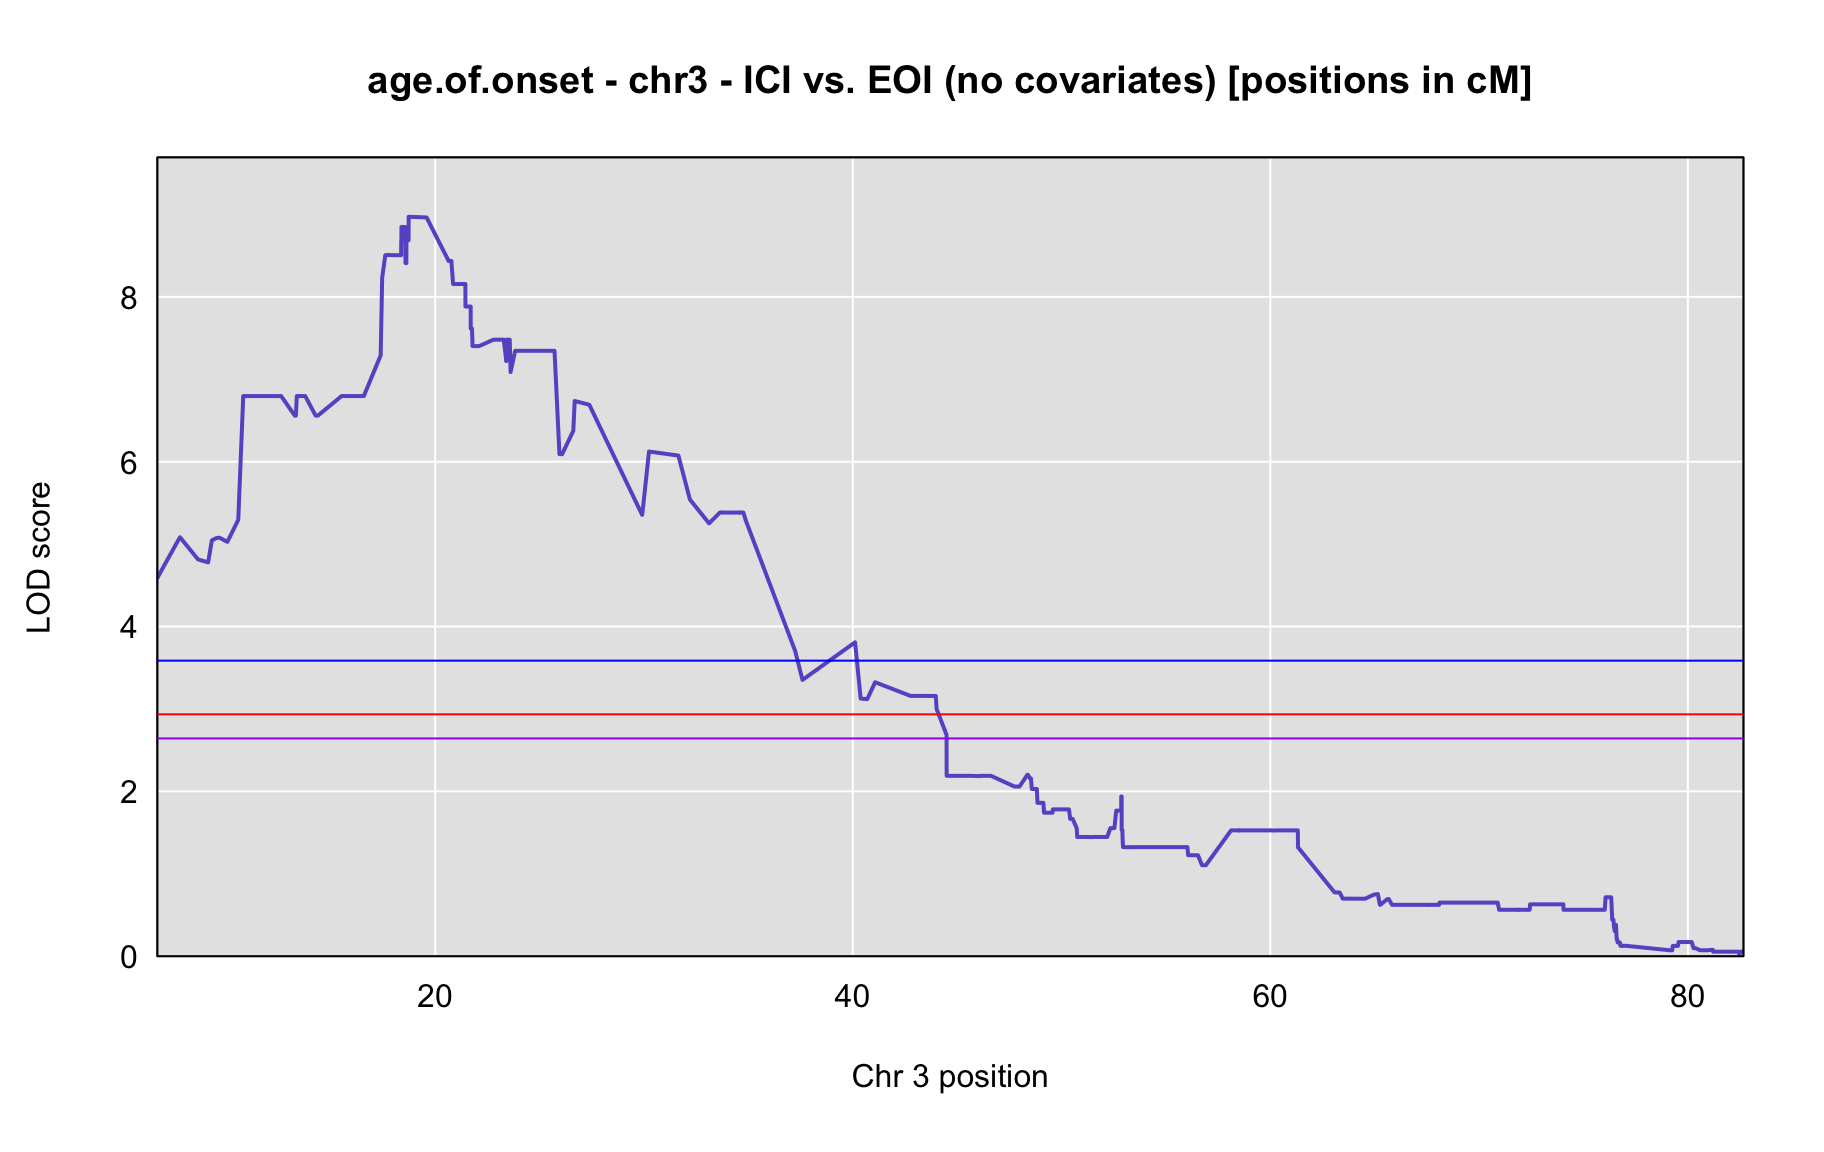 age.of.onset - chr3 - ICI vs. EOI (no covariates) [positions in cM]
LOD score
8
6
4
2
0
20 40 60 80
Chr 3 position